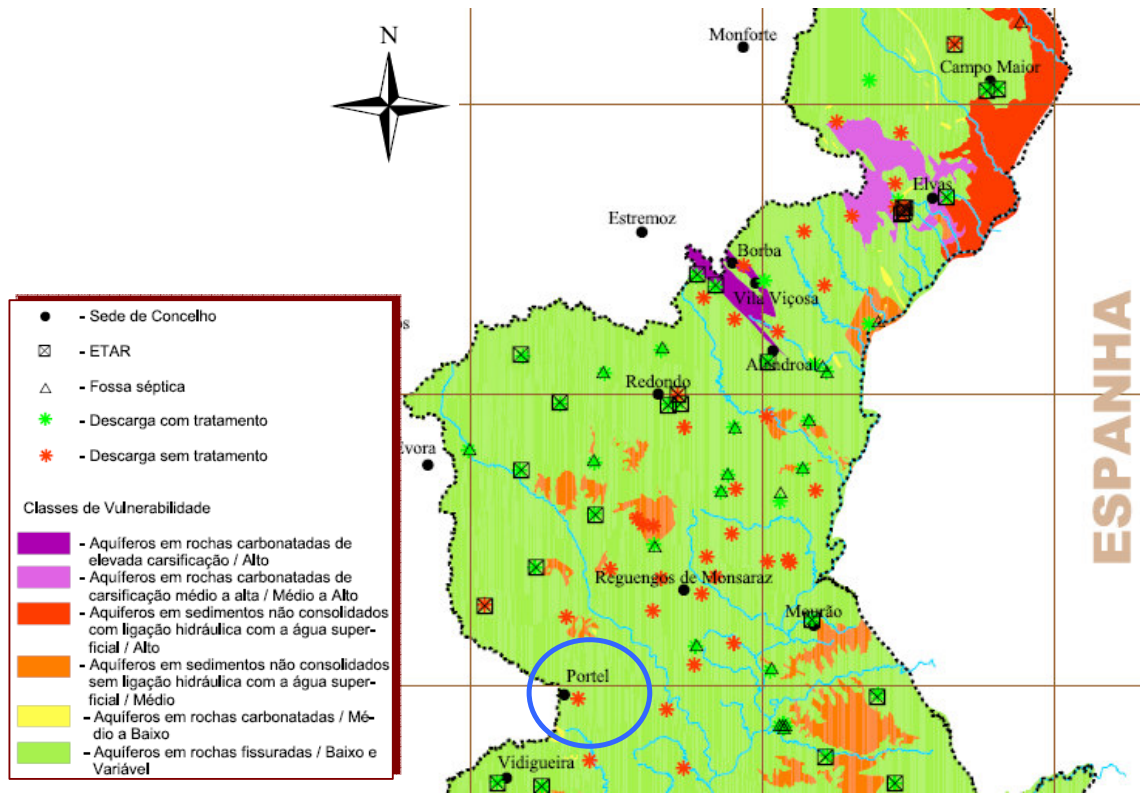 N
Monforte
Campo Maior
Elvas
Estremoz
Borba
Vila Viçosa
Alandroal
Redondo
Évora
Reguengos de Monsaraz
Mourão
Portel
Vidigueira
ESPANHA
os
- Sede de Concelho
- ETAR
- Fossa séptica
- Descarga com tratamento
- Descarga sem tratamento
Classes de Vulnerabilidade
- Aquíferos em rochas carbonatadas de
elevada carsificação / Alto
- Aquíferos em rochas carbonatadas de
carsificação médio a alta / Médio a Alto
- Aquíferos em sedimentos não consolidados
com ligação hidráulica com a água super-
ficial / Alto
- Aquíferos em sedimentos não consolidados
sem ligação hidráulica com a água super-
ficial / Médio
- Aquíferos em rochas carbonatadas / Mé-
dio a Baixo
- Aquíferos em rochas fissuradas / Baixo e
Variável